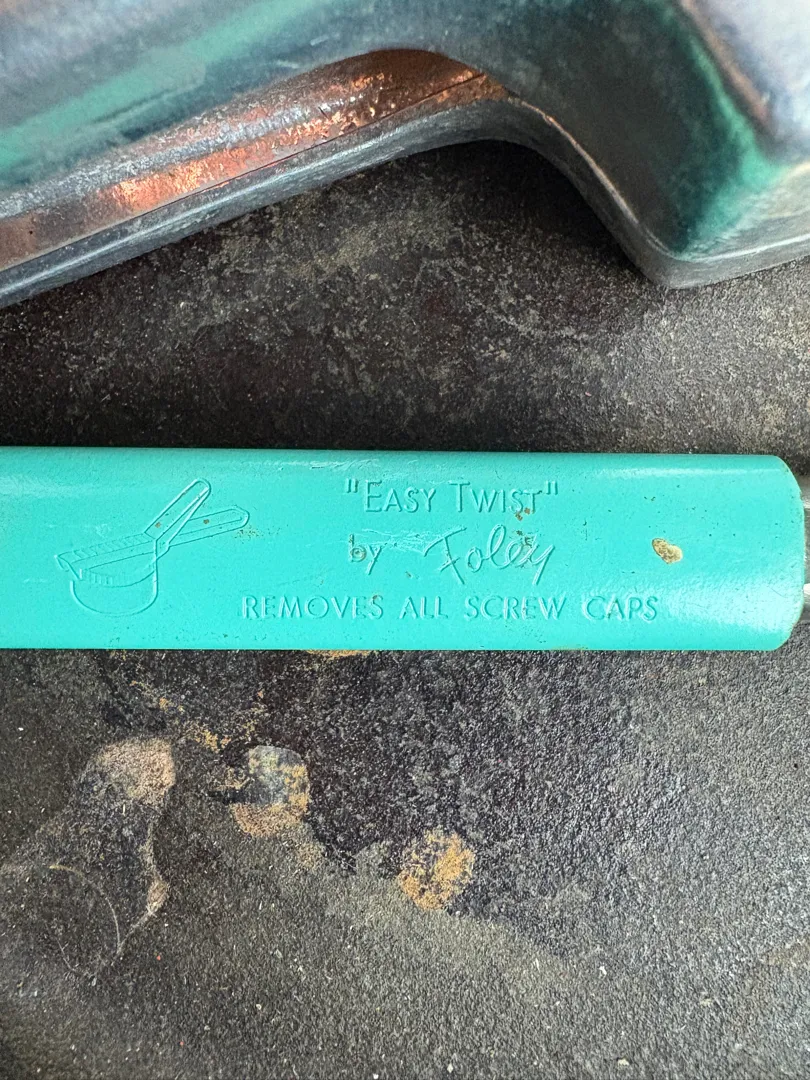 "EASY TWIST"
by Foley
REMOVES ALL SCREW CAPS